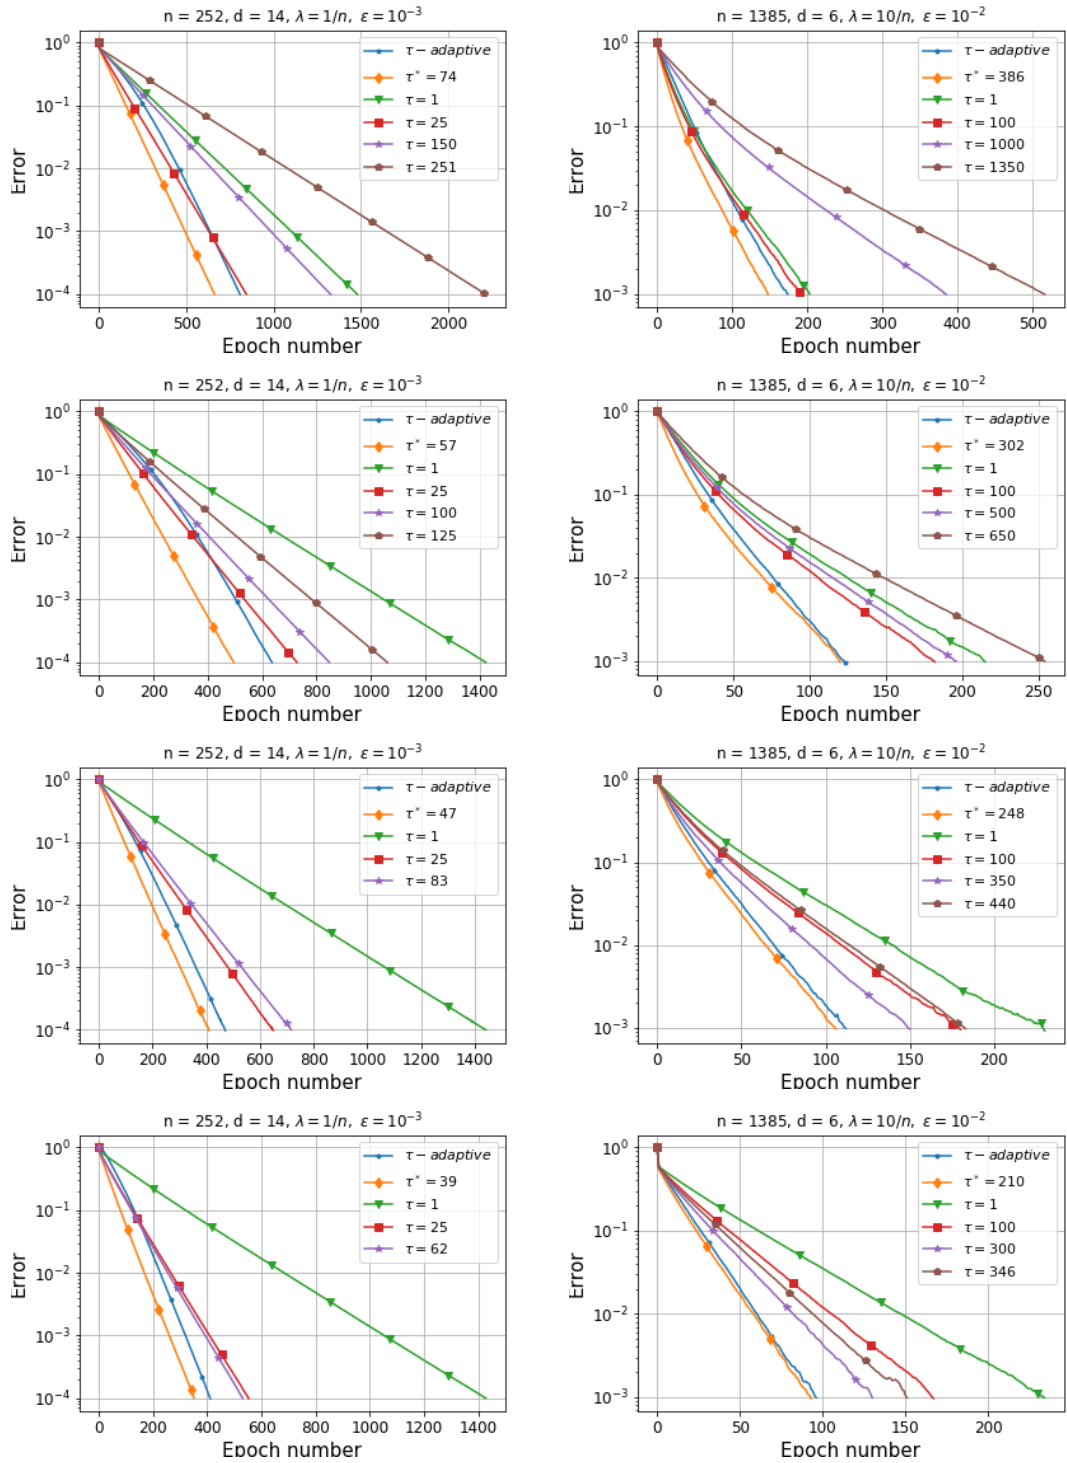 n = 252, d = 14, λ = 1/n, ε = 10⁻³
10⁰
10⁻¹
10⁻²
10⁻³
10⁻⁴
Error
τ − adaptive
τ* = 74
τ = 1
τ = 25
τ = 150
τ = 251
0 500 1000 1500 2000
Epoch number
n = 1385, d = 6, λ = 10/n, ε = 10⁻²
10⁰
10⁻¹
10⁻²
10⁻³
Error
τ − adaptive
τ* = 386
τ = 1
τ = 100
τ = 1000
τ = 1350
0 100 200 300 400 500
Epoch number
n = 252, d = 14, λ = 1/n, ε = 10⁻³
10⁰
10⁻¹
10⁻²
10⁻³
10⁻⁴
Error
τ − adaptive
τ* = 57
τ = 1
τ = 25
τ = 100
τ = 125
0 200 400 600 800 1000 1200 1400
Epoch number
n = 1385, d = 6, λ = 10/n, ε = 10⁻²
10⁰
10⁻¹
10⁻²
10⁻³
Error
τ − adaptive
τ* = 302
τ = 1
τ = 100
τ = 500
τ = 650
0 50 100 150 200 250
Epoch number
n = 252, d = 14, λ = 1/n, ε = 10⁻³
10⁰
10⁻¹
10⁻²
10⁻³
10⁻⁴
Error
τ − adaptive
τ* = 47
τ = 1
τ = 25
τ = 83
0 200 400 600 800 1000 1200 1400
Epoch number
n = 1385, d = 6, λ = 10/n, ε = 10⁻²
10⁰
10⁻¹
10⁻²
10⁻³
Error
τ − adaptive
τ* = 248
τ = 1
τ = 100
τ = 350
τ = 440
0 50 100 150 200
Epoch number
n = 252, d = 14, λ = 1/n, ε = 10⁻³
10⁰
10⁻¹
10⁻²
10⁻³
10⁻⁴
Error
τ − adaptive
τ* = 39
τ = 1
τ = 25
τ = 62
0 200 400 600 800 1000 1200 1400
Epoch number
n = 1385, d = 6, λ = 10/n, ε = 10⁻²
10⁰
10⁻¹
10⁻²
10⁻³
Error
τ − adaptive
τ* = 210
τ = 1
τ = 100
τ = 300
τ = 346
0 50 100 150 200
Epoch number